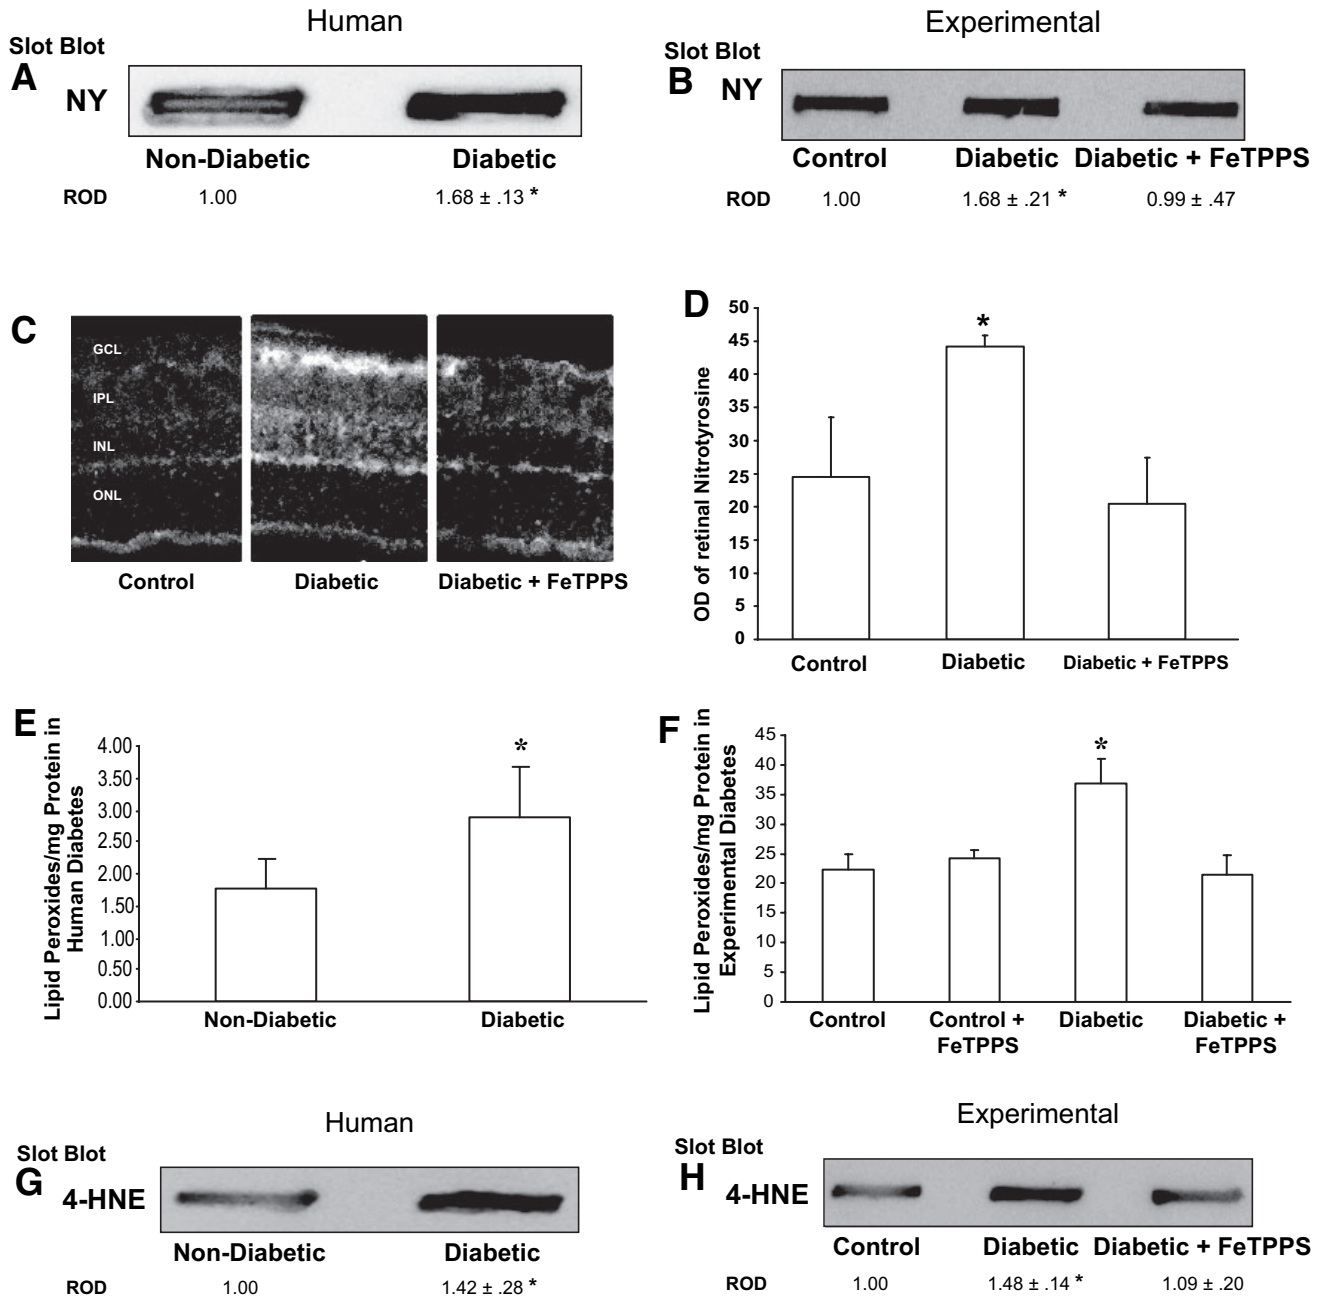 Human
Slot Blot
A
NY
Non-Diabetic Diabetic
ROD 1.00 1.68 ± .13 *
Experimental
Slot Blot
B
NY
Control Diabetic Diabetic + FeTPPS
ROD 1.00 1.68 ± .21 * 0.99 ± .47
C
GCL
IPL
INL
ONL
Control Diabetic Diabetic + FeTPPS
D
OD of retinal Nitrotyrosine
50
45
40
35
30
25
20
15
10
5
0
*
Control Diabetic Diabetic + FeTPPS
E
Lipid Peroxides/mg Protein in
Human Diabetes
4.00
3.50
3.00
2.50
2.00
1.50
1.00
0.50
0.00
*
Non-Diabetic Diabetic
F
Lipid Peroxides/mg Protein in
Experimental Diabetes
45
40
35
30
25
20
15
10
5
0
*
Control Control + Diabetic Diabetic +
FeTPPS FeTPPS
Human
Slot Blot
G
4-HNE
Non-Diabetic Diabetic
ROD 1.00 1.42 ± .28 *
Experimental
Slot Blot
H
4-HNE
Control Diabetic Diabetic + FeTPPS
ROD 1.00 1.48 ± .14 * 1.09 ± .20